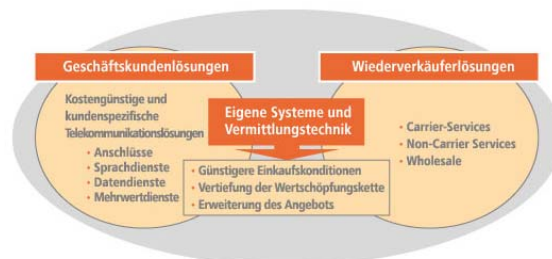 Geschäftskundenlösungen
Kostengünstige und
kundenspezifische
Telekommunikationslösungen
• Anschlüsse
• Sprachdienste
• Datendienste
• Mehrwertdienste
Eigene Systeme und
Vermittlungstechnik
• Günstigere Einkaufskonditionen
• Vertiefung der Wertschöpfungskette
• Erweiterung des Angebots
Wiederverkäuferlösungen
• Carrier-Services
• Non-Carrier Services
• Wholesale